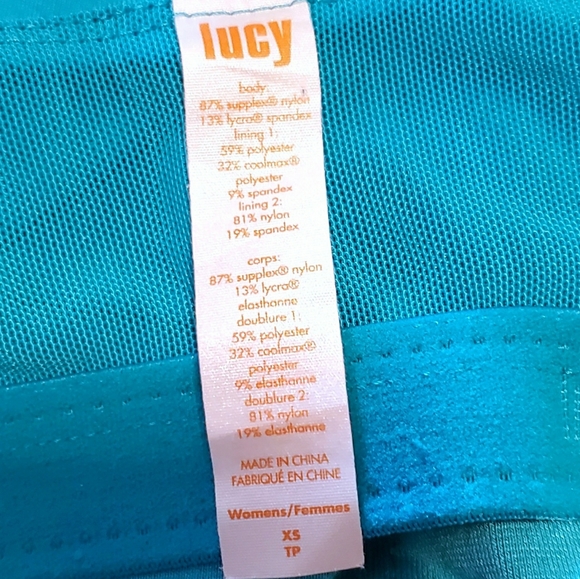 lucy
body:
87% supplex® nylon
13% lycra® spandex
lining 1:
59% polyester
32% coolmax®
polyester
9% spandex
lining 2:
81% nylon
19% spandex
corps:
87% supplex® nylon
13% lycra®
elasthanne
doublure 1:
59% polyester
32% coolmax®
polyester
9% elasthanne
doublure 2:
81% nylon
19% elasthanne
MADE IN CHINA
FABRIQUÉ EN CHINE
Womens/Femmes
XS
TP